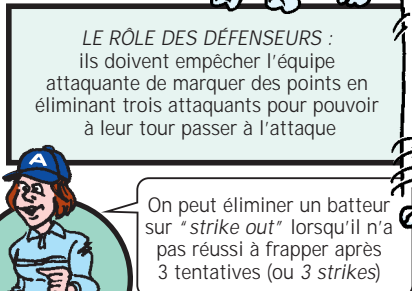 LE RÔLE DES DÉFENSEURS :
ils doivent empêcher l'équipe
attaquante de marquer des points en
éliminant trois attaquants pour pouvoir
à leur tour passer à l'attaque
A
On peut éliminer un batteur
sur "strike out" lorsqu'il n'a
pas réussi à frapper après
3 tentatives (ou 3 strikes)